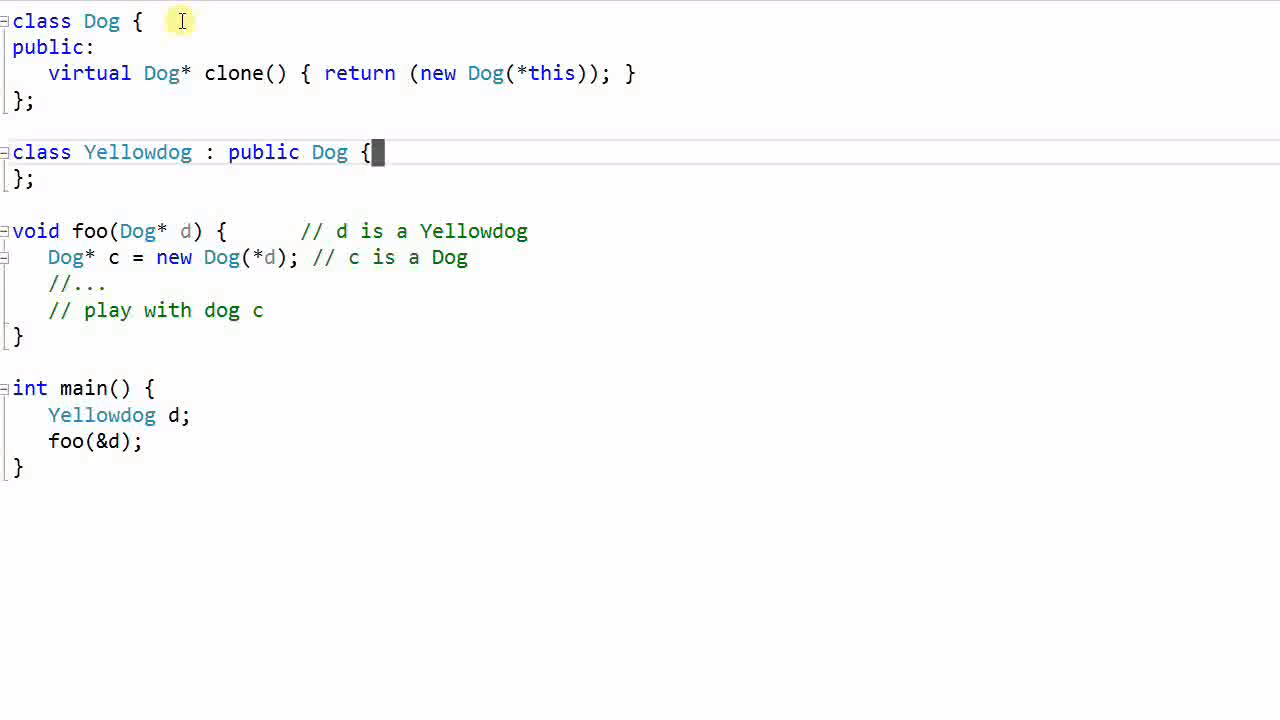 class Dog {
public:
   virtual Dog* clone() { return (new Dog(*this)); }
};

class Yellowdog : public Dog {
};

void foo(Dog* d) {      // d is a Yellowdog
   Dog* c = new Dog(*d); // c is a Dog
   //...
   // play with dog c
}

int main() {
   Yellowdog d;
   foo(&d);
}